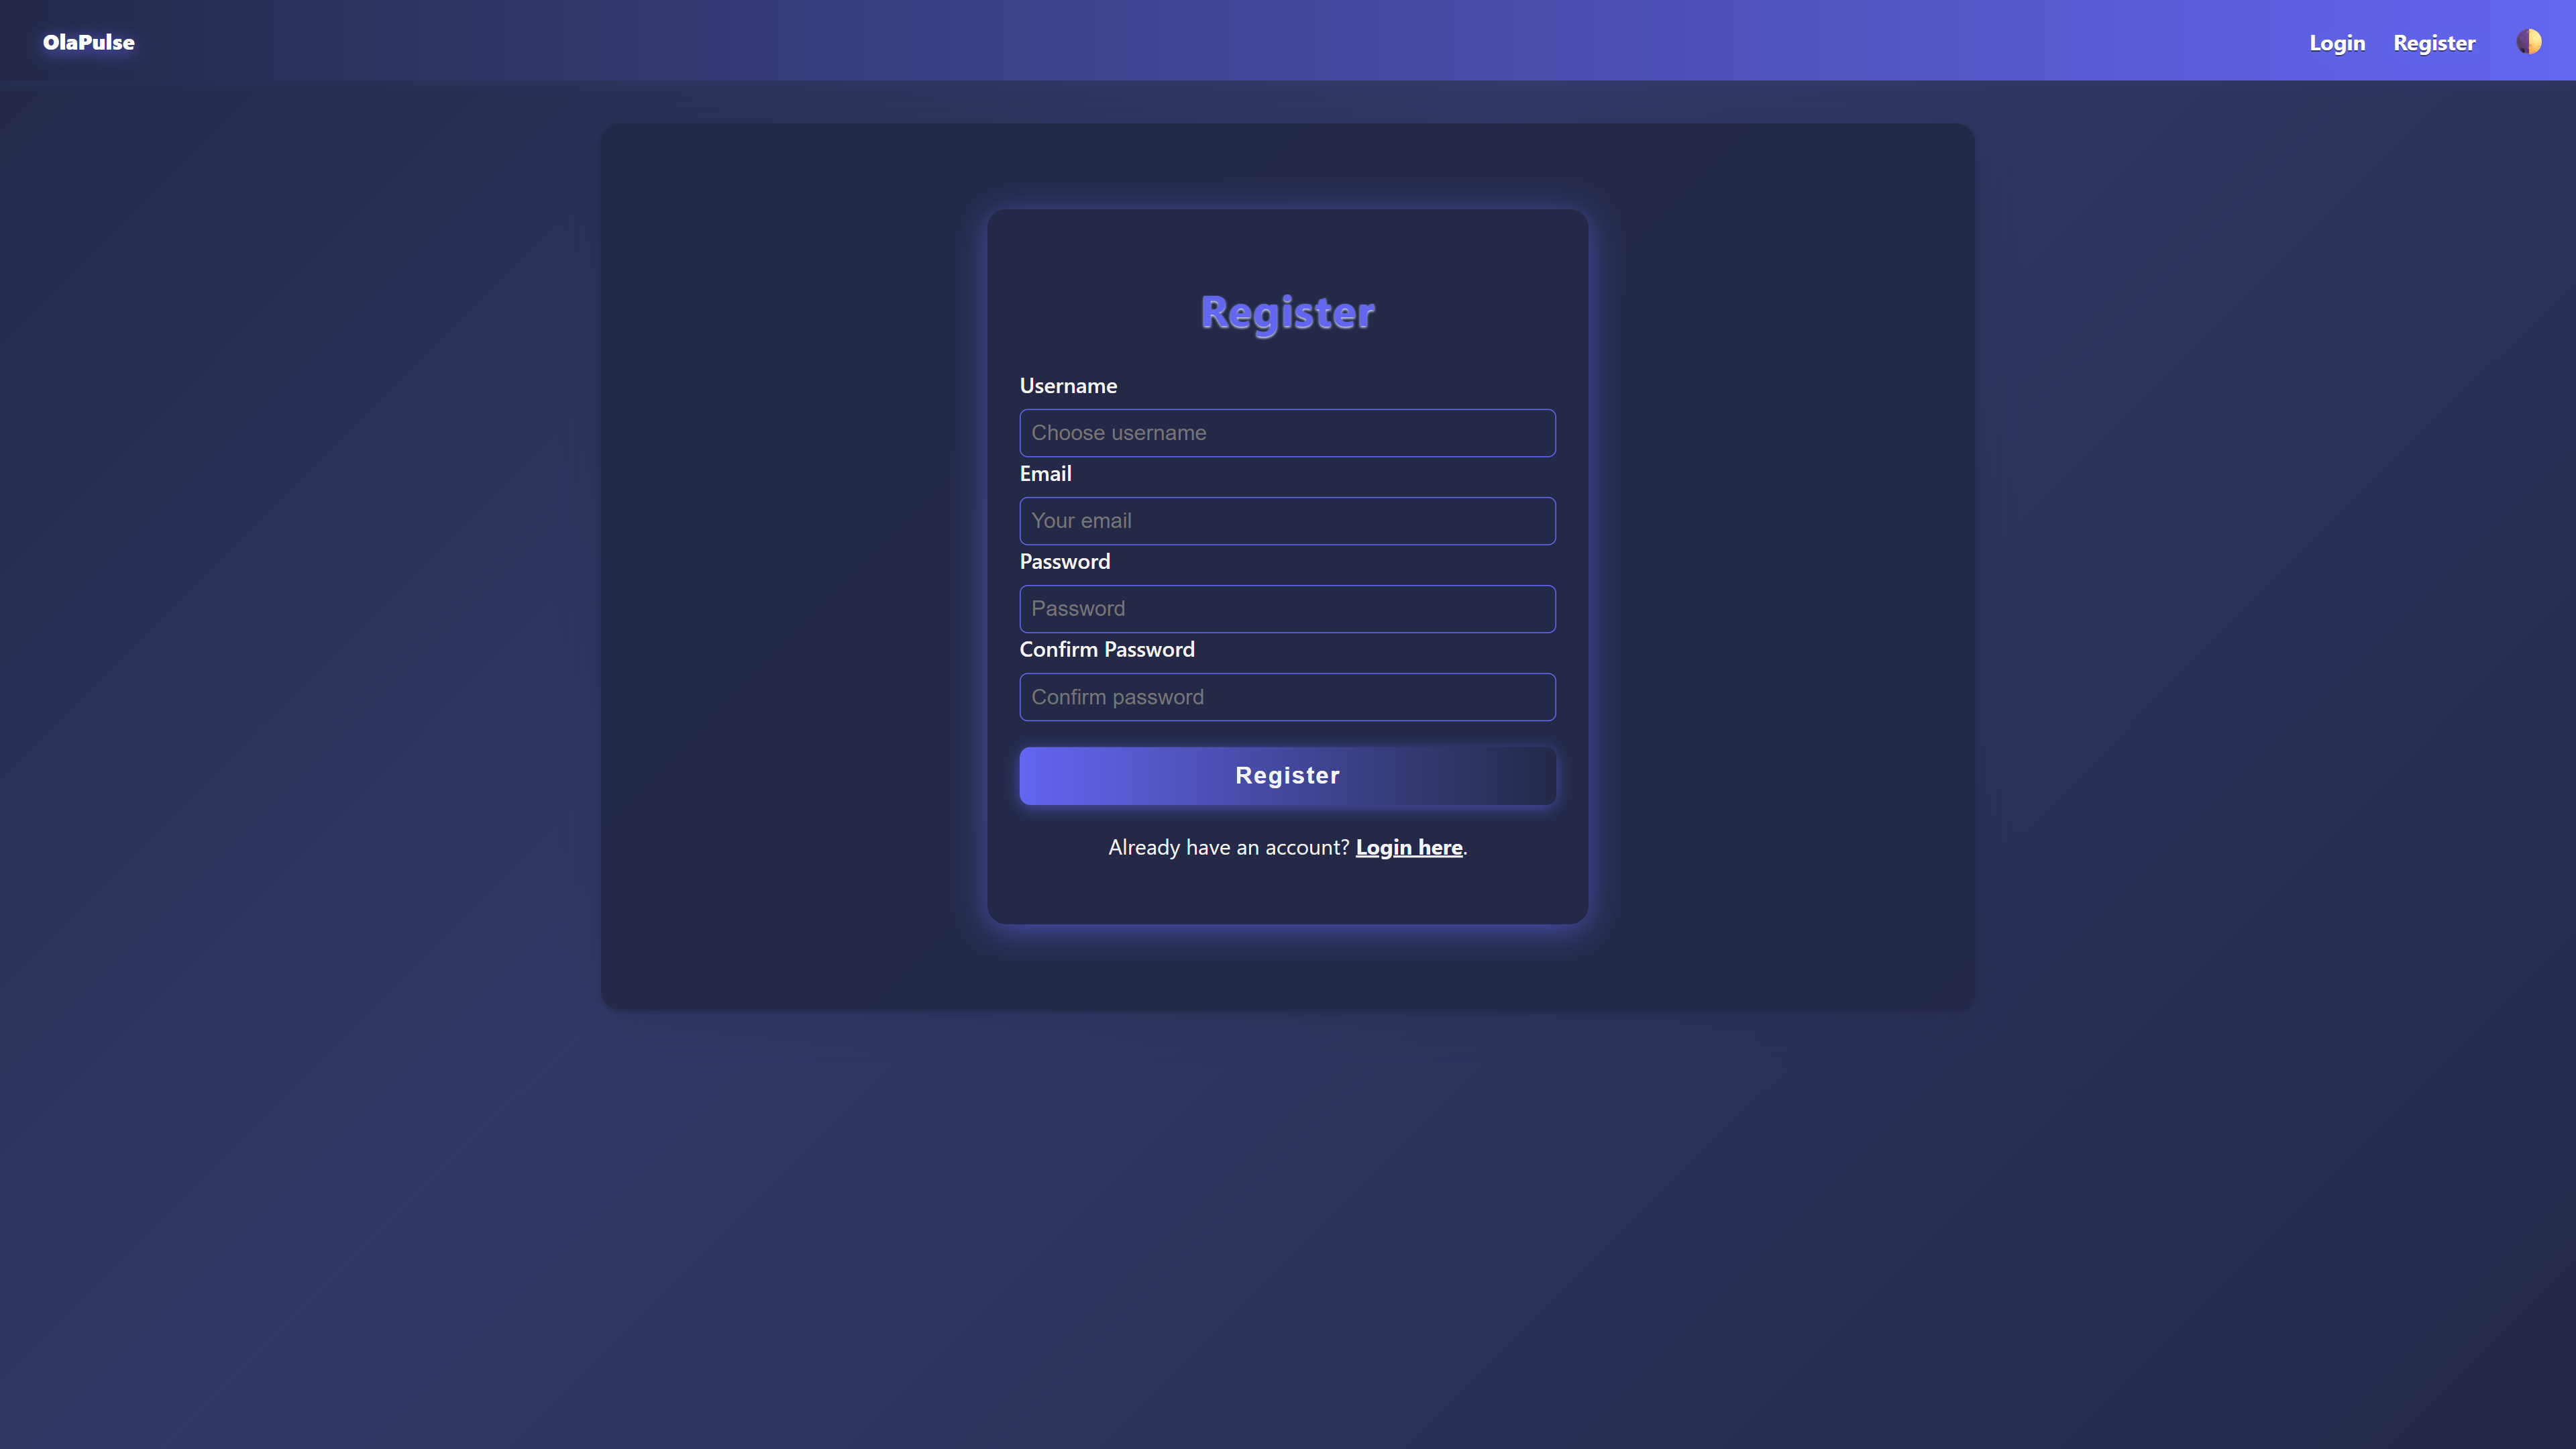 OlaPulse
Login
Register
Register
Username
Choose username
Email
Your email
Password
Password
Confirm Password
Confirm password
Register
Already have an account? Login here.